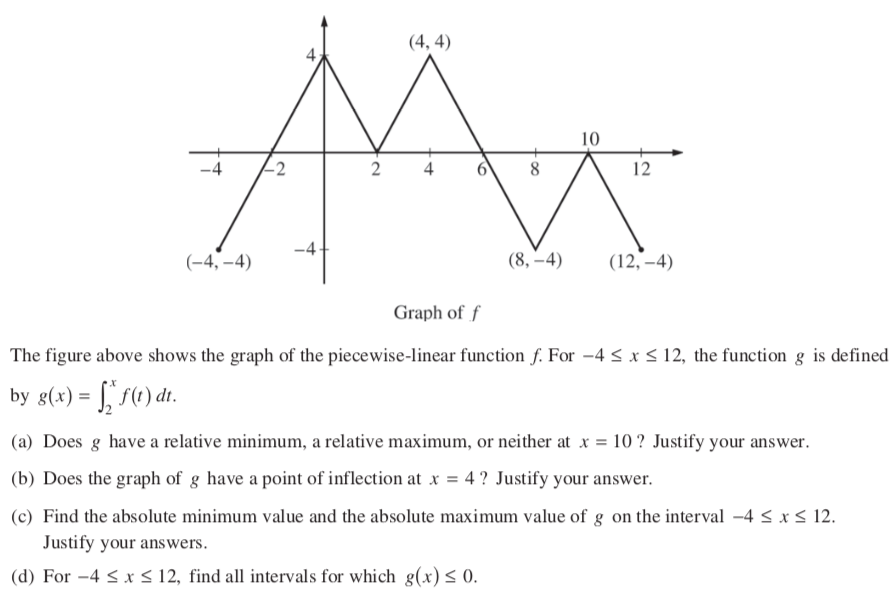 (4, 4)
4
10
−4
−2
2
4
6
8
12
−4
(−4, −4)
(8, −4)
(12, −4)
Graph of f
The figure above shows the graph of the piecewise-linear function f. For −4 ≤ x ≤ 12, the function g is defined
by g(x) = ∫₂ˣ f(t) dt.
(a) Does g have a relative minimum, a relative maximum, or neither at x = 10 ? Justify your answer.
(b) Does the graph of g have a point of inflection at x = 4 ? Justify your answer.
(c) Find the absolute minimum value and the absolute maximum value of g on the interval −4 ≤ x ≤ 12.
Justify your answers.
(d) For −4 ≤ x ≤ 12, find all intervals for which g(x) ≤ 0.